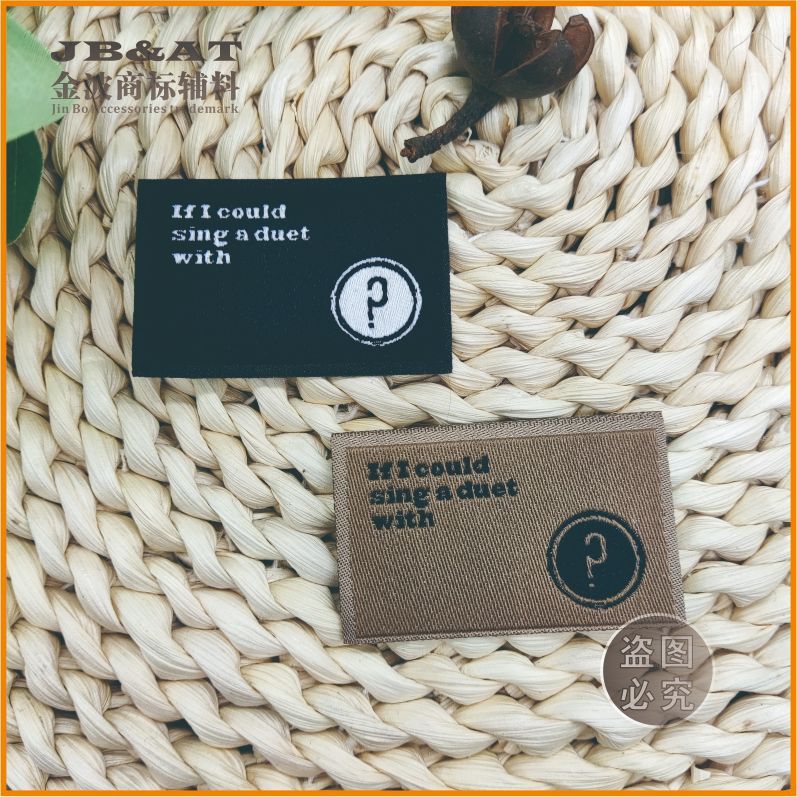 JB&AT
金波商标辅料
Jin Bo Accessories trademark
If I could
sing a duet
with
?
If I could
sing a duet
with
?
盗图
必究